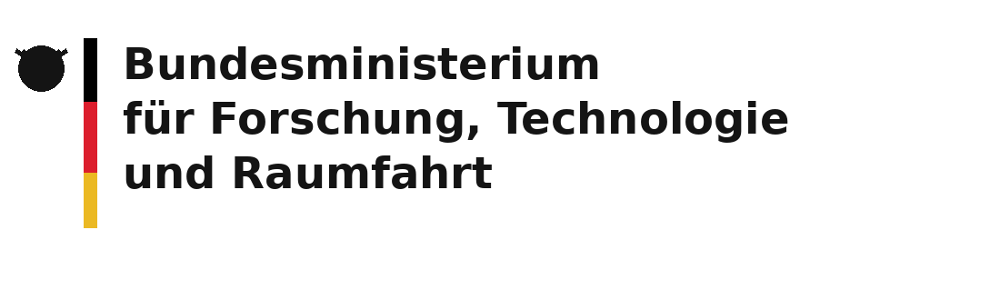 Bundesministerium
für Forschung, Technologie
und Raumfahrt